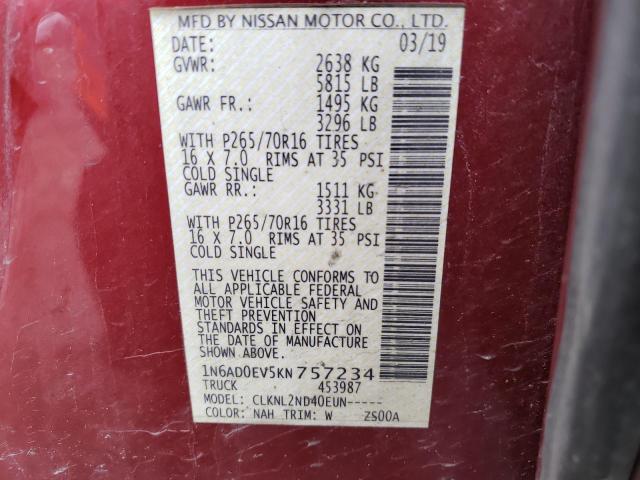 MFD BY NISSAN MOTOR CO., LTD.
DATE: 03/19
GVWR: 2638 KG
5815 LB
GAWR FR.: 1495 KG
3296 LB
WITH P265/70R16 TIRES
16 X 7.0 RIMS AT 35 PSI
COLD SINGLE
GAWR RR.: 1511 KG
3331 LB
WITH P265/70R16 TIRES
16 X 7.0 RIMS AT 35 PSI
COLD SINGLE
THIS VEHICLE CONFORMS TO
ALL APPLICABLE FEDERAL
MOTOR VEHICLE SAFETY AND
THEFT PREVENTION
STANDARDS IN EFFECT ON
THE DATE OF MANUFACTURE
SHOWN ABOVE.
1N6AD0EV5KN757234
TRUCK 453987
MODEL: CLKNL2ND40EUN-----
COLOR: NAH TRIM: W ZS00A